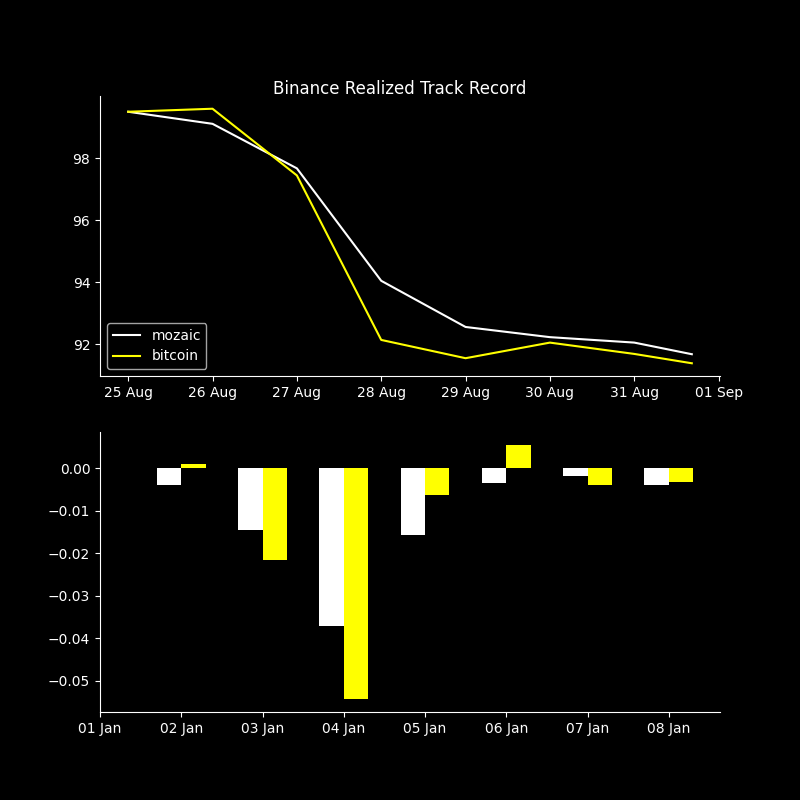 Binance Realized Track Record
98
96
94
92
mozaic
bitcoin
25 Aug 26 Aug 27 Aug 28 Aug 29 Aug 30 Aug 31 Aug 01 Sep
0.00
−0.01
−0.02
−0.03
−0.04
−0.05
01 Jan 02 Jan 03 Jan 04 Jan 05 Jan 06 Jan 07 Jan 08 Jan